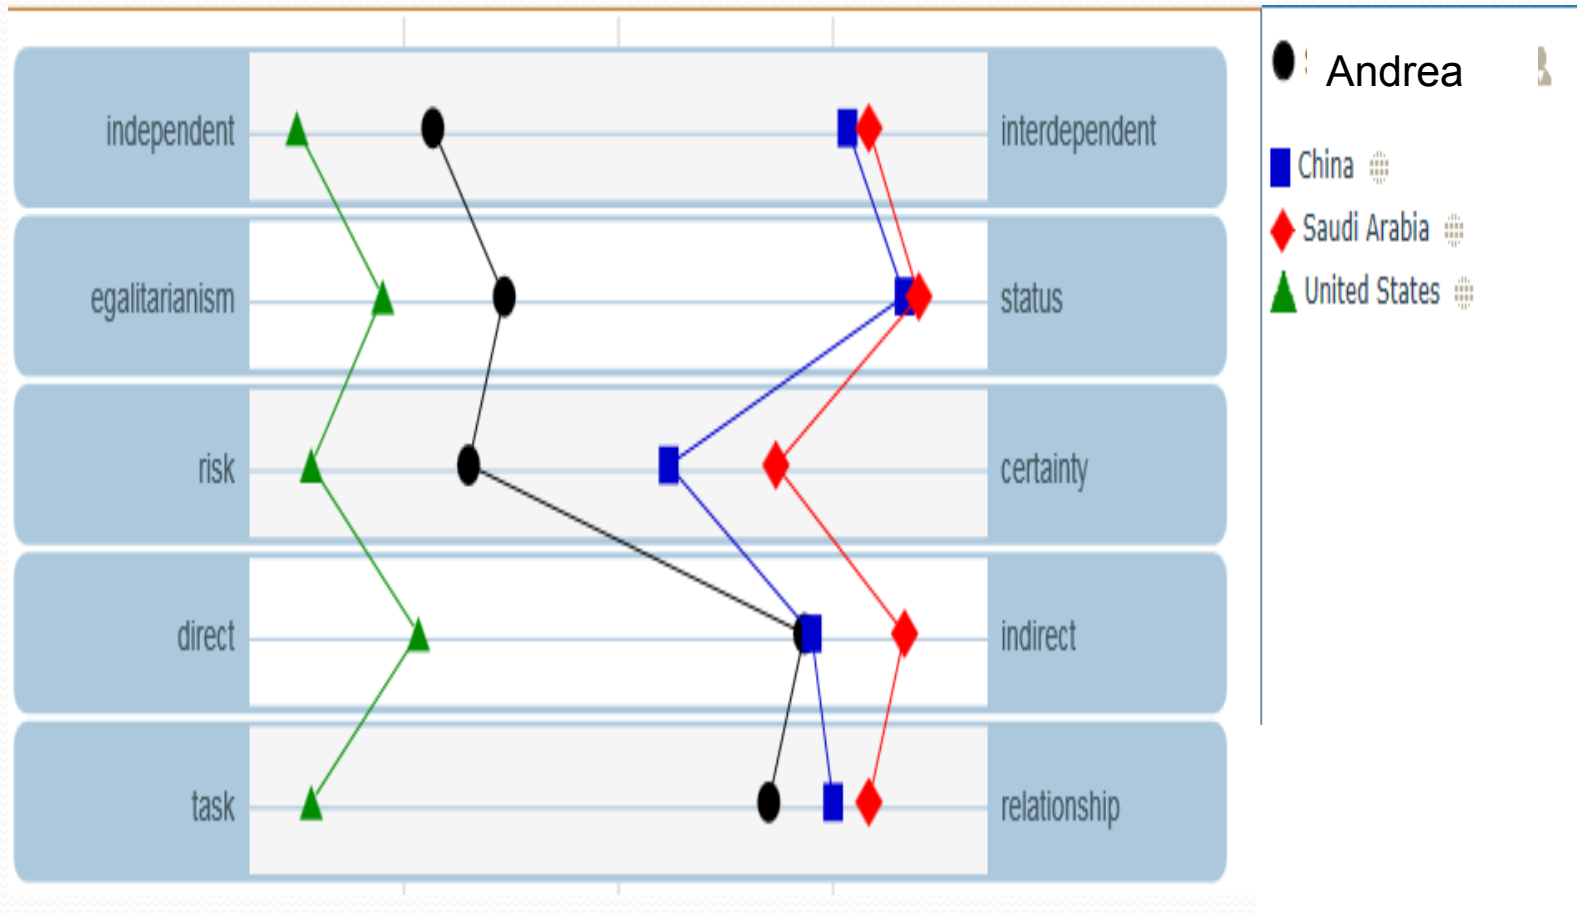 independent
interdependent
egalitarianism
status
risk
certainty
direct
indirect
task
relationship
Andrea
China
Saudi Arabia
United States